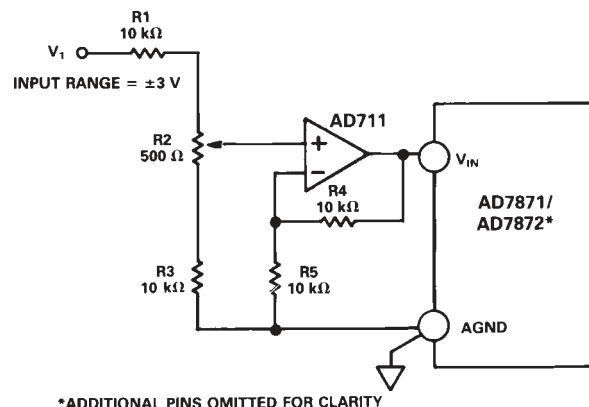 R1
10 kΩ
V1
INPUT RANGE = ±3 V
AD711
R2
500 Ω
+
−
VIN
R4
10 kΩ
AD7871/
AD7872*
R3
10 kΩ
R5
10 kΩ
AGND
*ADDITIONAL PINS OMITTED FOR CLARITY